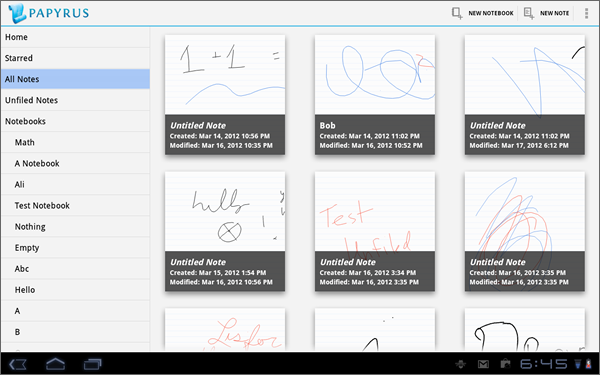 PAPYRUS
NEW NOTEBOOK
NEW NOTE
Home
Starred
All Notes
Unfiled Notes
Notebooks
Math
A Notebook
Ali
Test Notebook
Nothing
Empty
Abc
Hello
A
B
1 + 1 =
Untitled Note
Created: Mar 14, 2012 10:56 PM
Modified: Mar 16, 2012 10:35 PM
2
Bob
Created: Mar 14, 2012 11:02 PM
Modified: Mar 16, 2012 10:52 PM
Untitled Note
Created: Mar 14, 2012 11:02 PM
Modified: Mar 17, 2012 6:12 PM
hello
Untitled Note
Created: Mar 15, 2012 1:54 PM
Modified: Mar 16, 2012 10:56 PM
Test
Unfiled
Untitled Note
Created: Mar 16, 2012 3:34 PM
Modified: Mar 16, 2012 3:35 PM
Untitled Note
Created: Mar 16, 2012 3:35 PM
Modified: Mar 16, 2012 3:35 PM
6:45